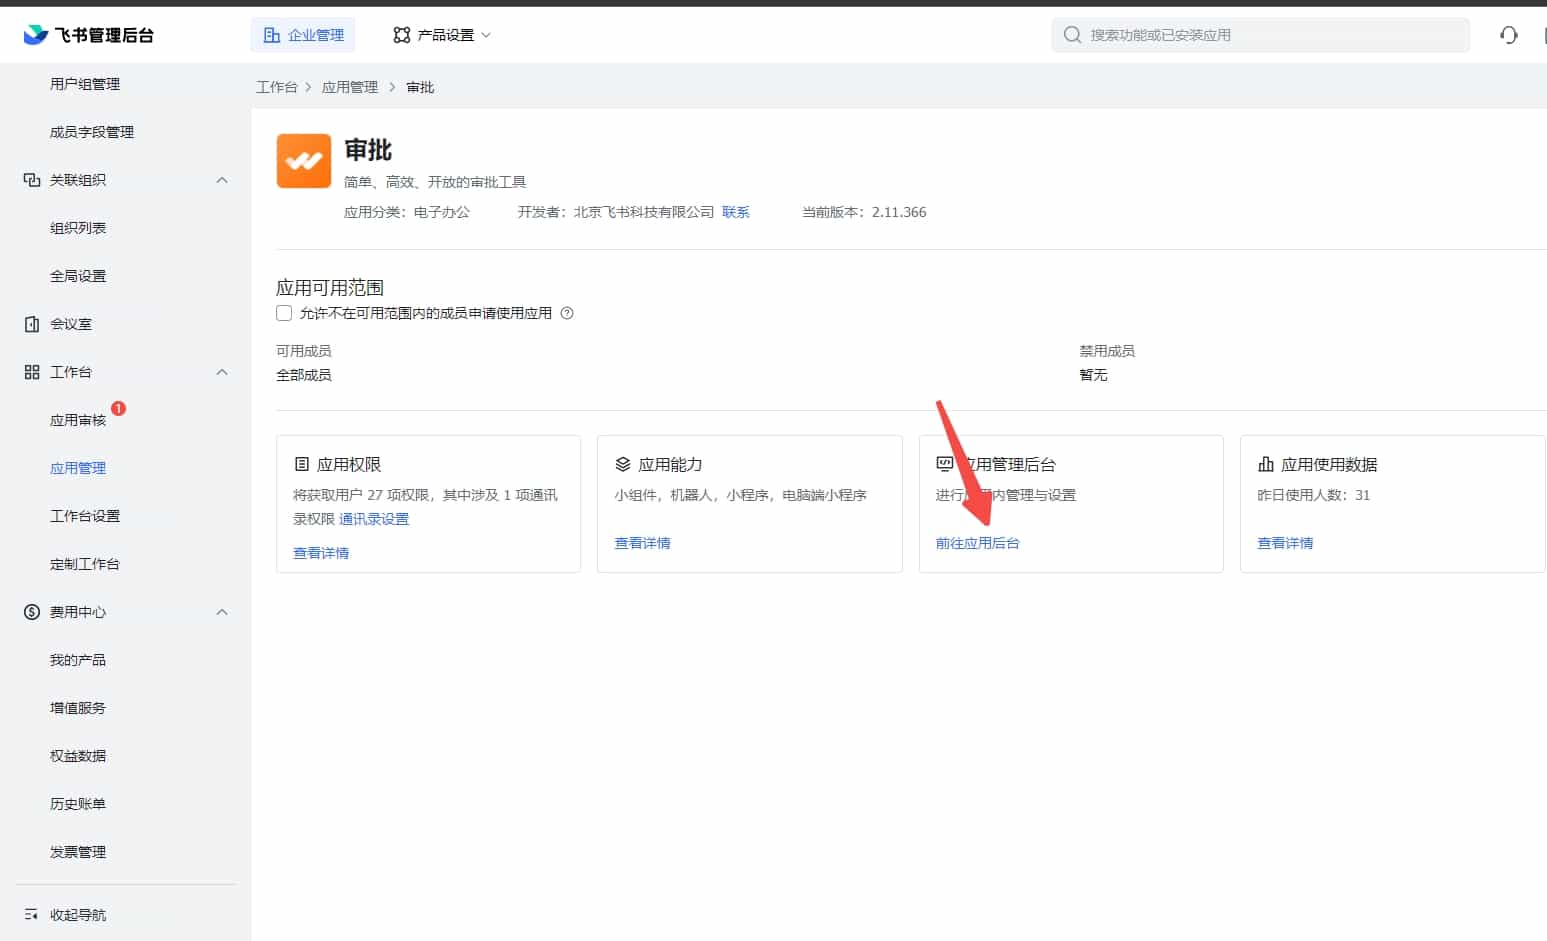 飞书管理后台
企业管理
产品设置
搜索功能或已安装应用
用户组管理
成员字段管理
关联组织
组织列表
全局设置
会议室
工作台
应用审核
1
应用管理
工作台设置
定制工作台
费用中心
我的产品
增值服务
权益数据
历史账单
发票管理
收起导航
工作台 > 应用管理 > 审批
审批
简单、高效、开放的审批工具
应用分类：电子办公 开发者：北京飞书科技有限公司 联系 当前版本：2.11.366
应用可用范围
允许不在可用范围内的成员申请使用应用
可用成员
全部成员
禁用成员
暂无
应用权限
将获取用户 27 项权限，其中涉及 1 项通讯
录权限 通讯录设置
查看详情
应用能力
小组件，机器人，小程序，电脑端小程序
查看详情
用管理后台
进行 内管理与设置
前往应用后台
应用使用数据
昨日使用人数：31
查看详情